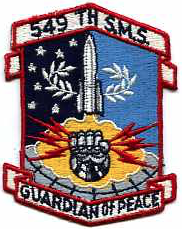 549 TH S.M.S.
GUARDIAN OF PEACE